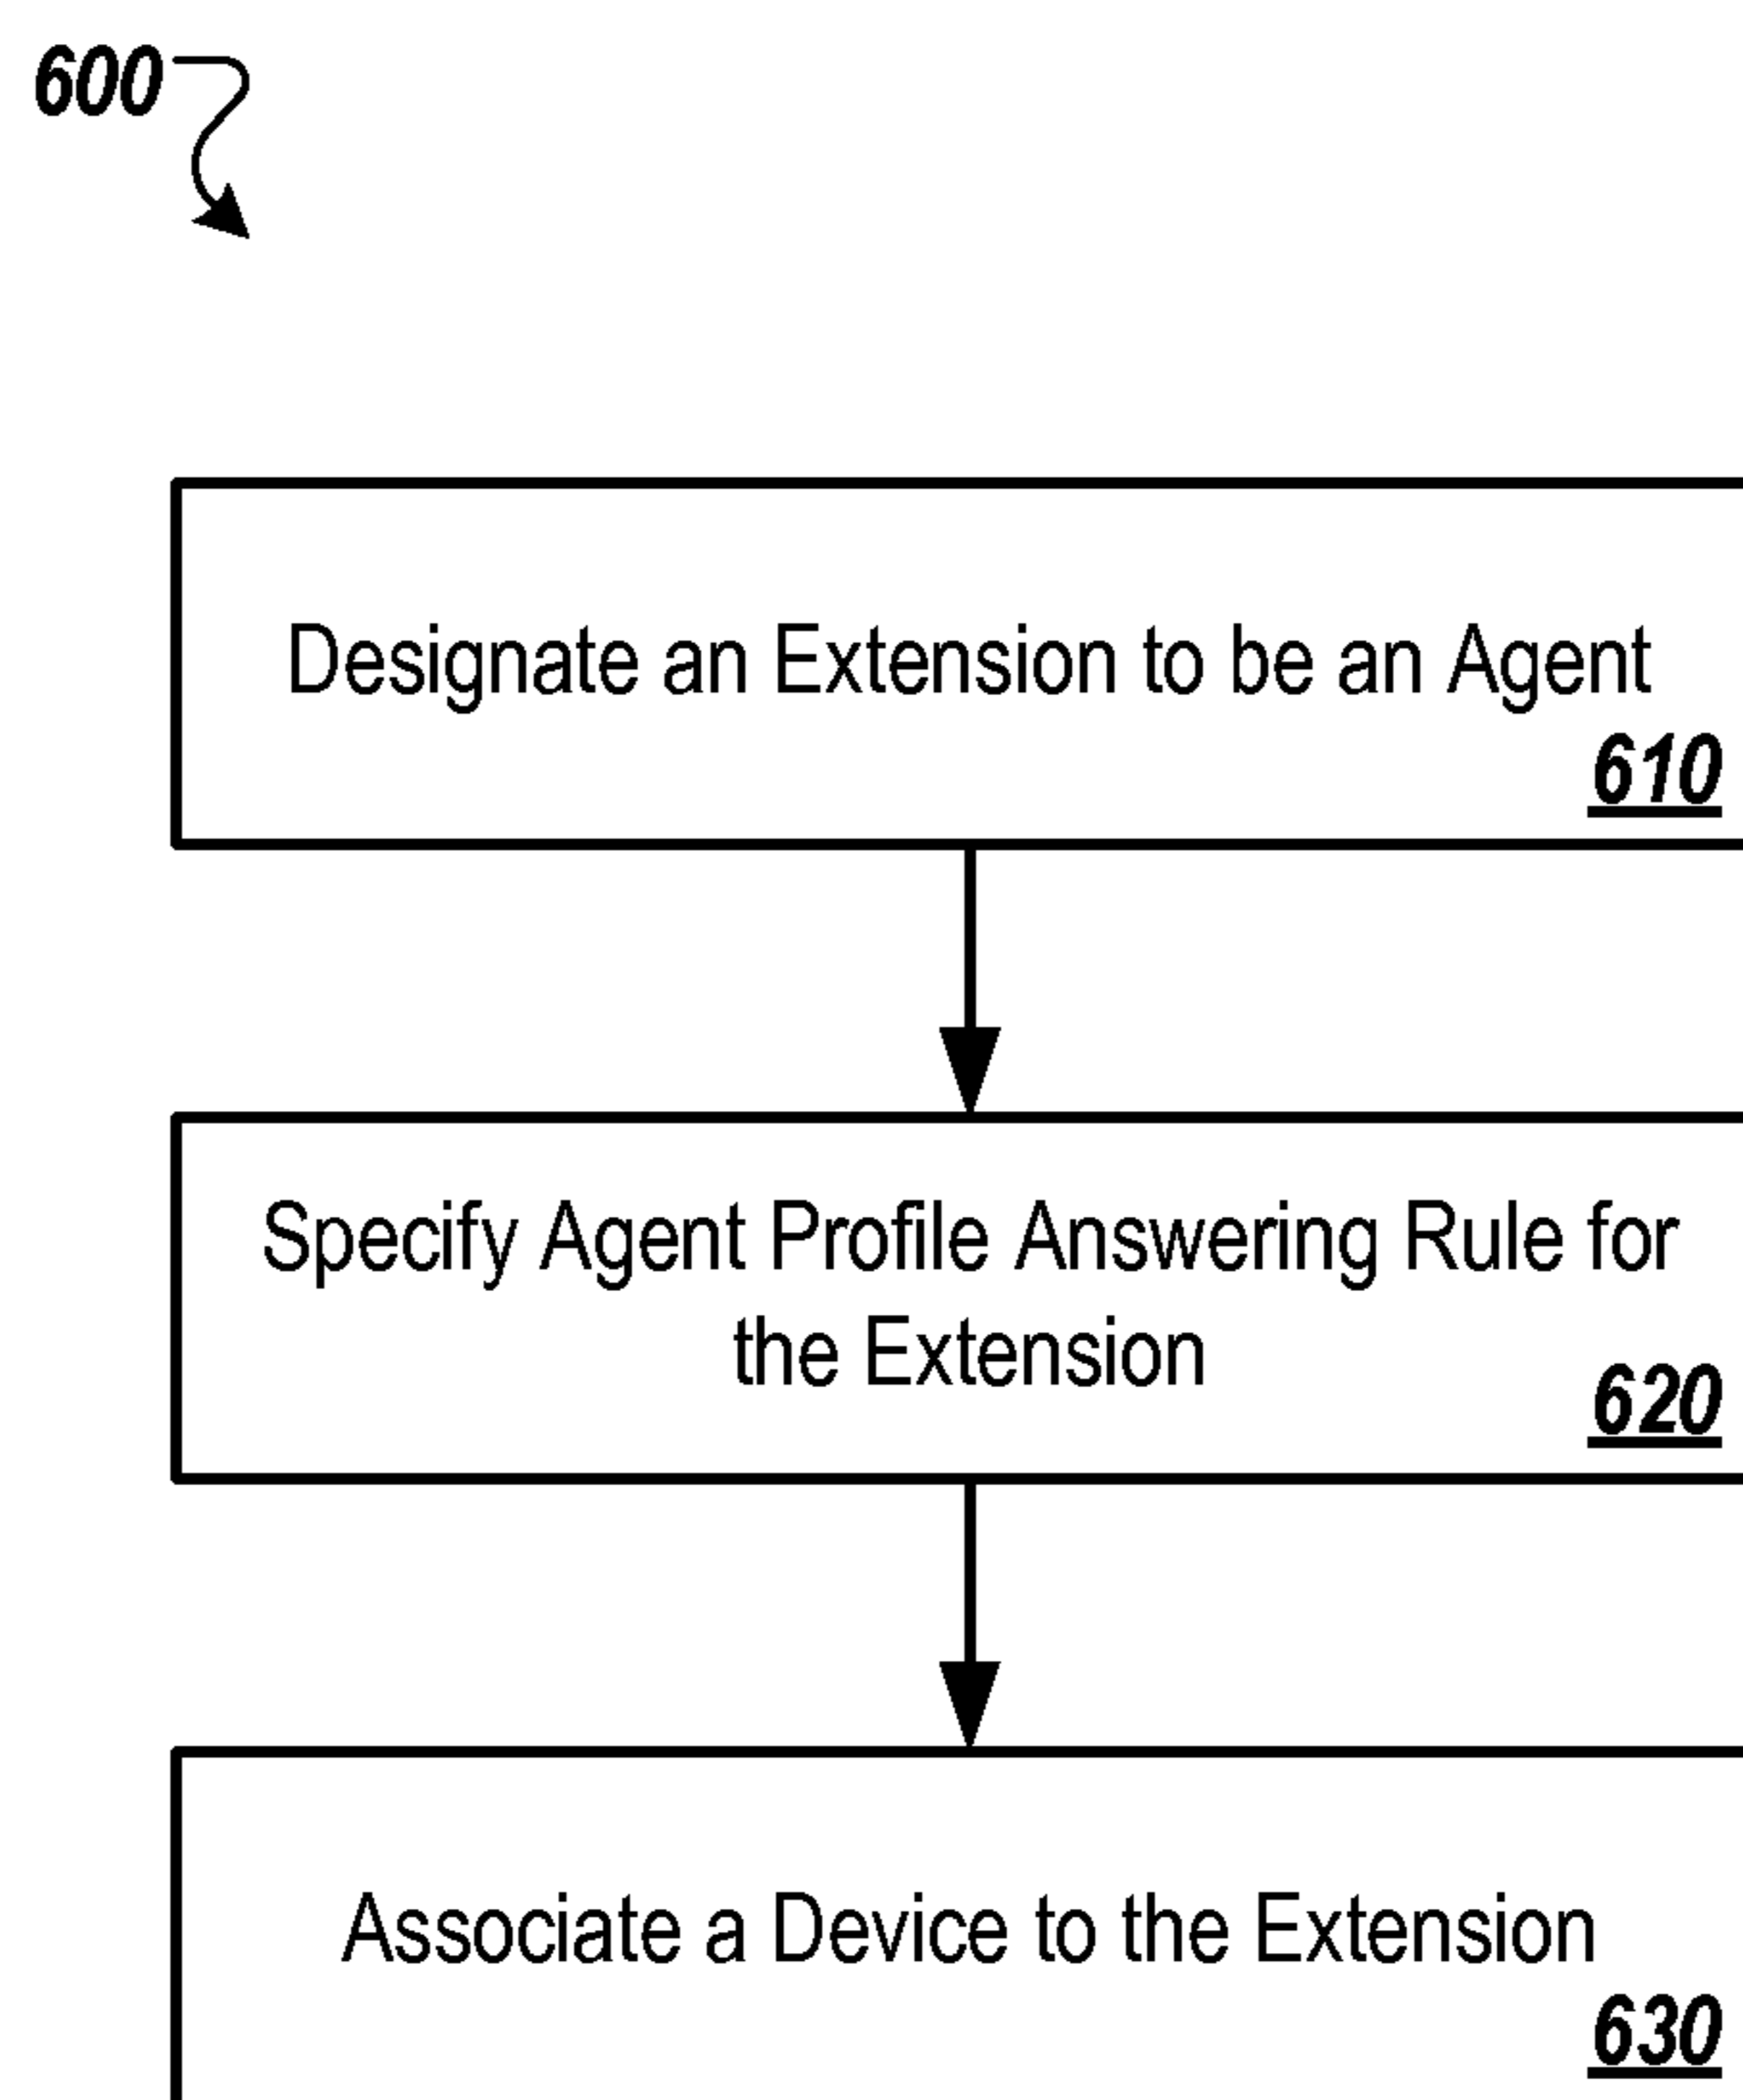 600
Designate an Extension to be an Agent
610
Specify Agent Profile Answering Rule for
the Extension
620
Associate a Device to the Extension
630